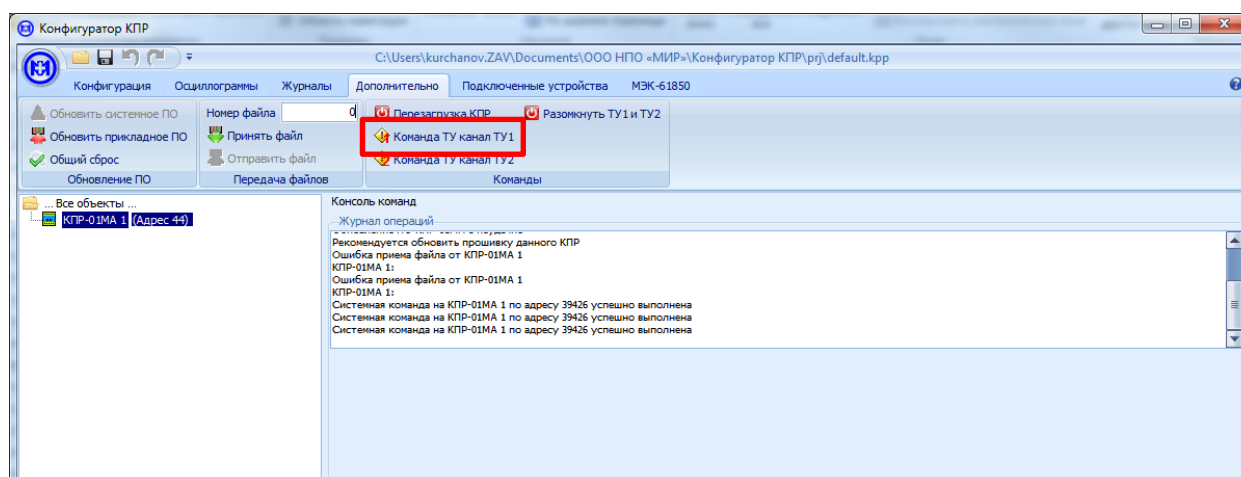 Конфигуратор КПР
C:\Users\kurchanov.ZAV\Documents\ООО НПО «МИР»\Конфигуратор КПР\prj\default.kpp
Конфигурация Осциллограммы Журналы Дополнительно Подключенные устройства МЭК-61850
Обновить системное ПО Номер файла 0 Перезагрузка КПР Разомкнуть ТУ1 и ТУ2
Обновить прикладное ПО Принять файл Команда ТУ канал ТУ1
Общий сброс Отправить файл Команда ТУ канал ТУ2
Обновление ПО Передача файлов Команды
... Все объекты ...
КПР-01МА 1 (Адрес 44)
Консоль команд
Журнал операций
Рекомендуется обновить прошивку данного КПР
Ошибка приема файла от КПР-01МА 1
КПР-01МА 1:
Ошибка приема файла от КПР-01МА 1
КПР-01МА 1:
Системная команда на КПР-01МА 1 по адресу 39426 успешно выполнена
Системная команда на КПР-01МА 1 по адресу 39426 успешно выполнена
Системная команда на КПР-01МА 1 по адресу 39426 успешно выполнена